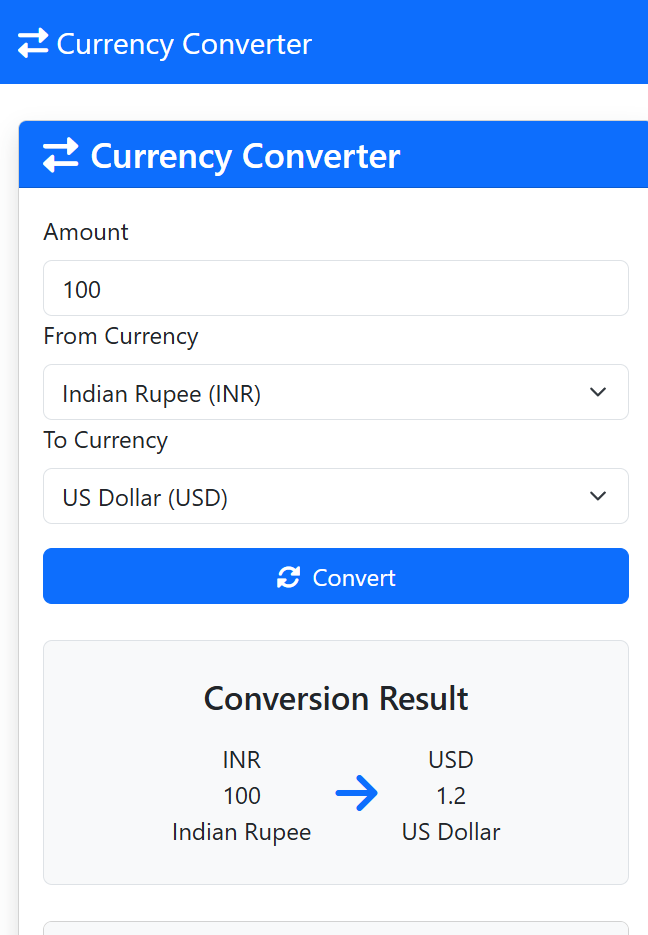 Currency Converter
Currency Converter
Amount
100
From Currency
Indian Rupee (INR)
To Currency
US Dollar (USD)
Convert
Conversion Result
INR
100
Indian Rupee
USD
1.2
US Dollar